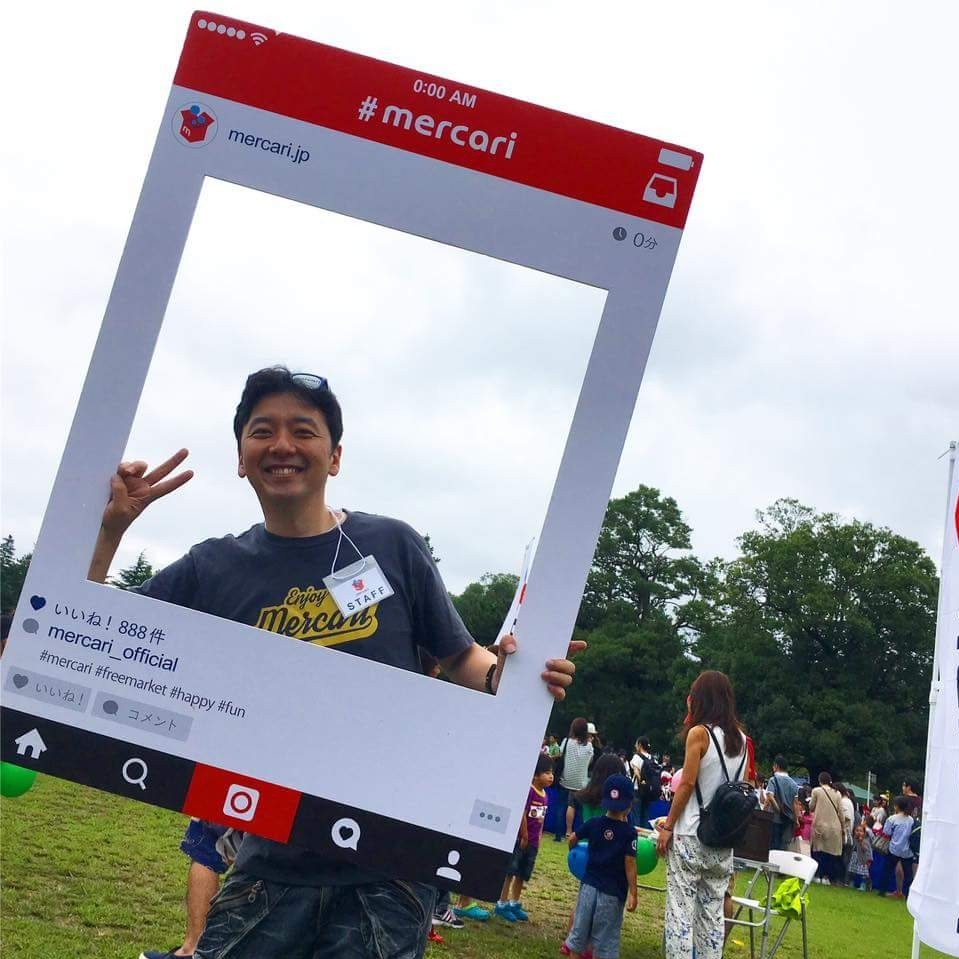 0:00 AM
#mercari
m
mercari.jp
0分
Enjoy
Mercari
STAFF
いいね！888件
mercari_official
#mercari #freemarket #happy #fun
いいね！
コメント